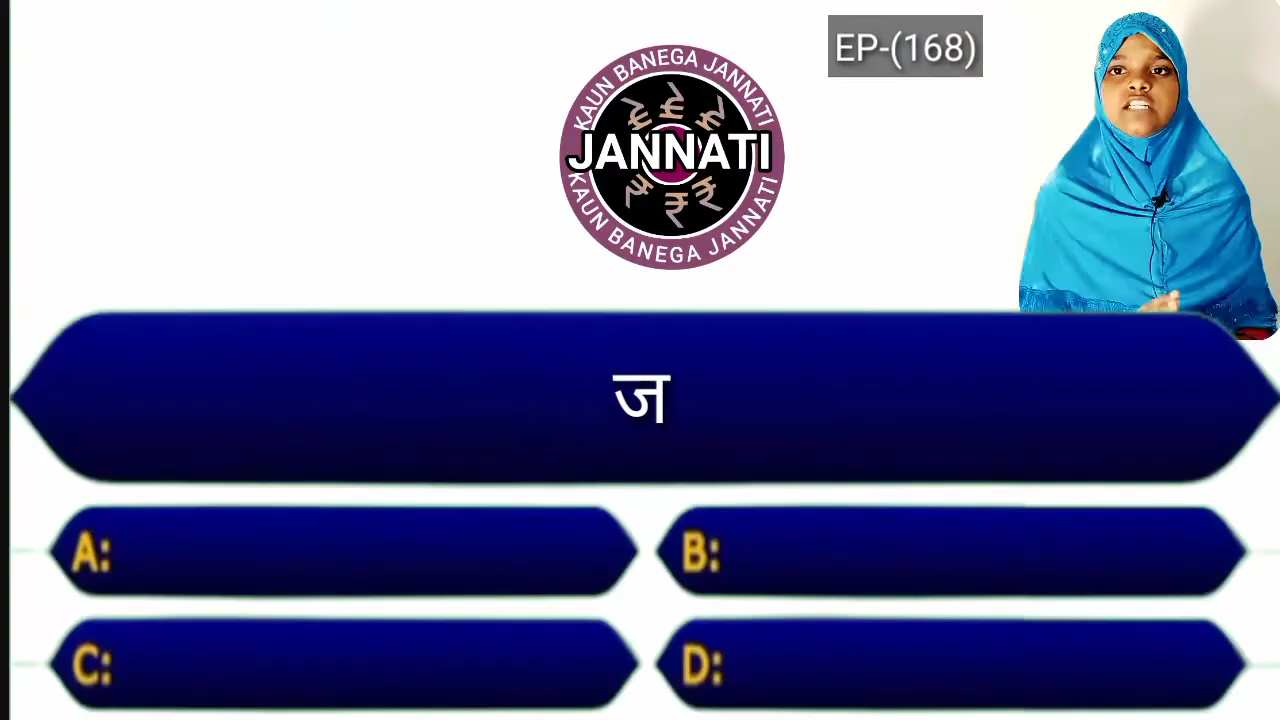 EP-(168)
KAUN BANEGA JANNATI
JANNATI
KAUN BANEGA JANNATI
ज
A:
B:
C:
D: